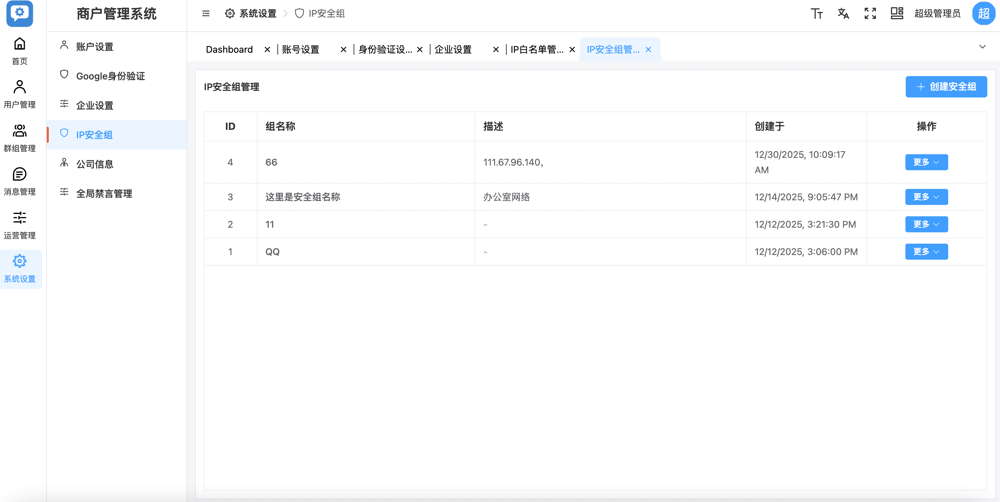 商户管理系统
系统设置
IP安全组
超级管理员
超
首页
用户管理
群组管理
消息管理
运营管理
系统设置
账户设置
Google身份验证
企业设置
IP安全组
公司信息
全局禁言管理
Dashboard
账号设置
身份验证设...
企业设置
IP白名单管...
IP安全组管...
IP安全组管理
创建安全组
ID 组名称 描述 创建于 操作
4 66 111.67.96.140, 12/30/2025, 10:09:17 AM 更多
3 这里是安全组名称 办公室网络 12/14/2025, 9:05:47 PM 更多
2 11 - 12/12/2025, 3:21:30 PM 更多
1 QQ - 12/12/2025, 3:06:00 PM 更多